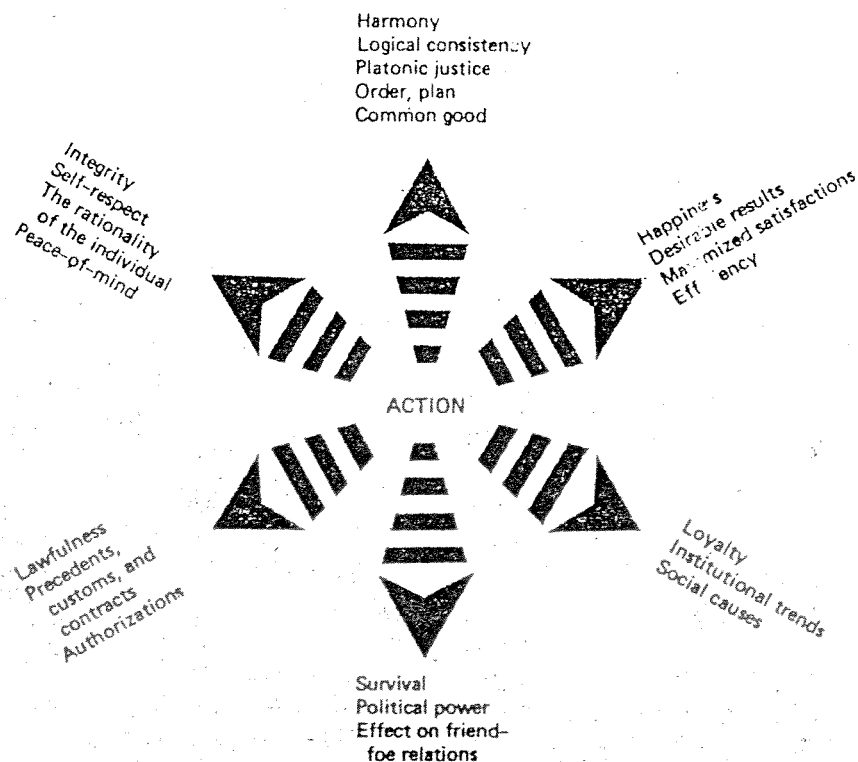 Harmony
Logical consistency
Platonic justice
Order, plan
Common good
Integrity
Self-respect
The rationality
of the individual
Peace-of-mind
Happiness
Desirable results
Maximized satisfactions
Efficiency
ACTION
Lawfulness
Precedents,
customs, and
contracts
Authorizations
Loyalty
Institutional trends
Social causes
Survival
Political power
Effect on friend-
foe relations